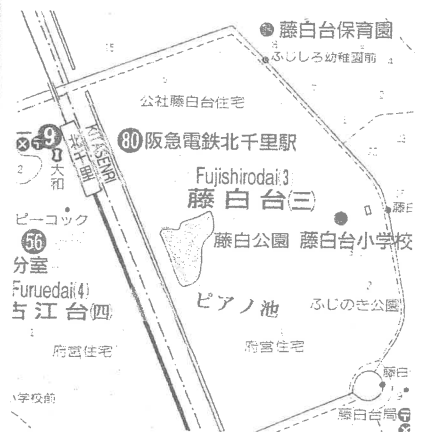 藤白台保育園
ふじしろ幼稚園前
公社藤白台住宅
9
80 阪急電鉄北千里駅
KITASENRI
北千里
大和
Fujishirodai(3)
藤白台(三)
ピーコック
56
分室
藤白公園
藤白台小学校
Furuedai(4)
古江台(四)
ピアノ池
ふじのき公園
府営住宅
府営住宅
小学校前
藤白
藤白台局